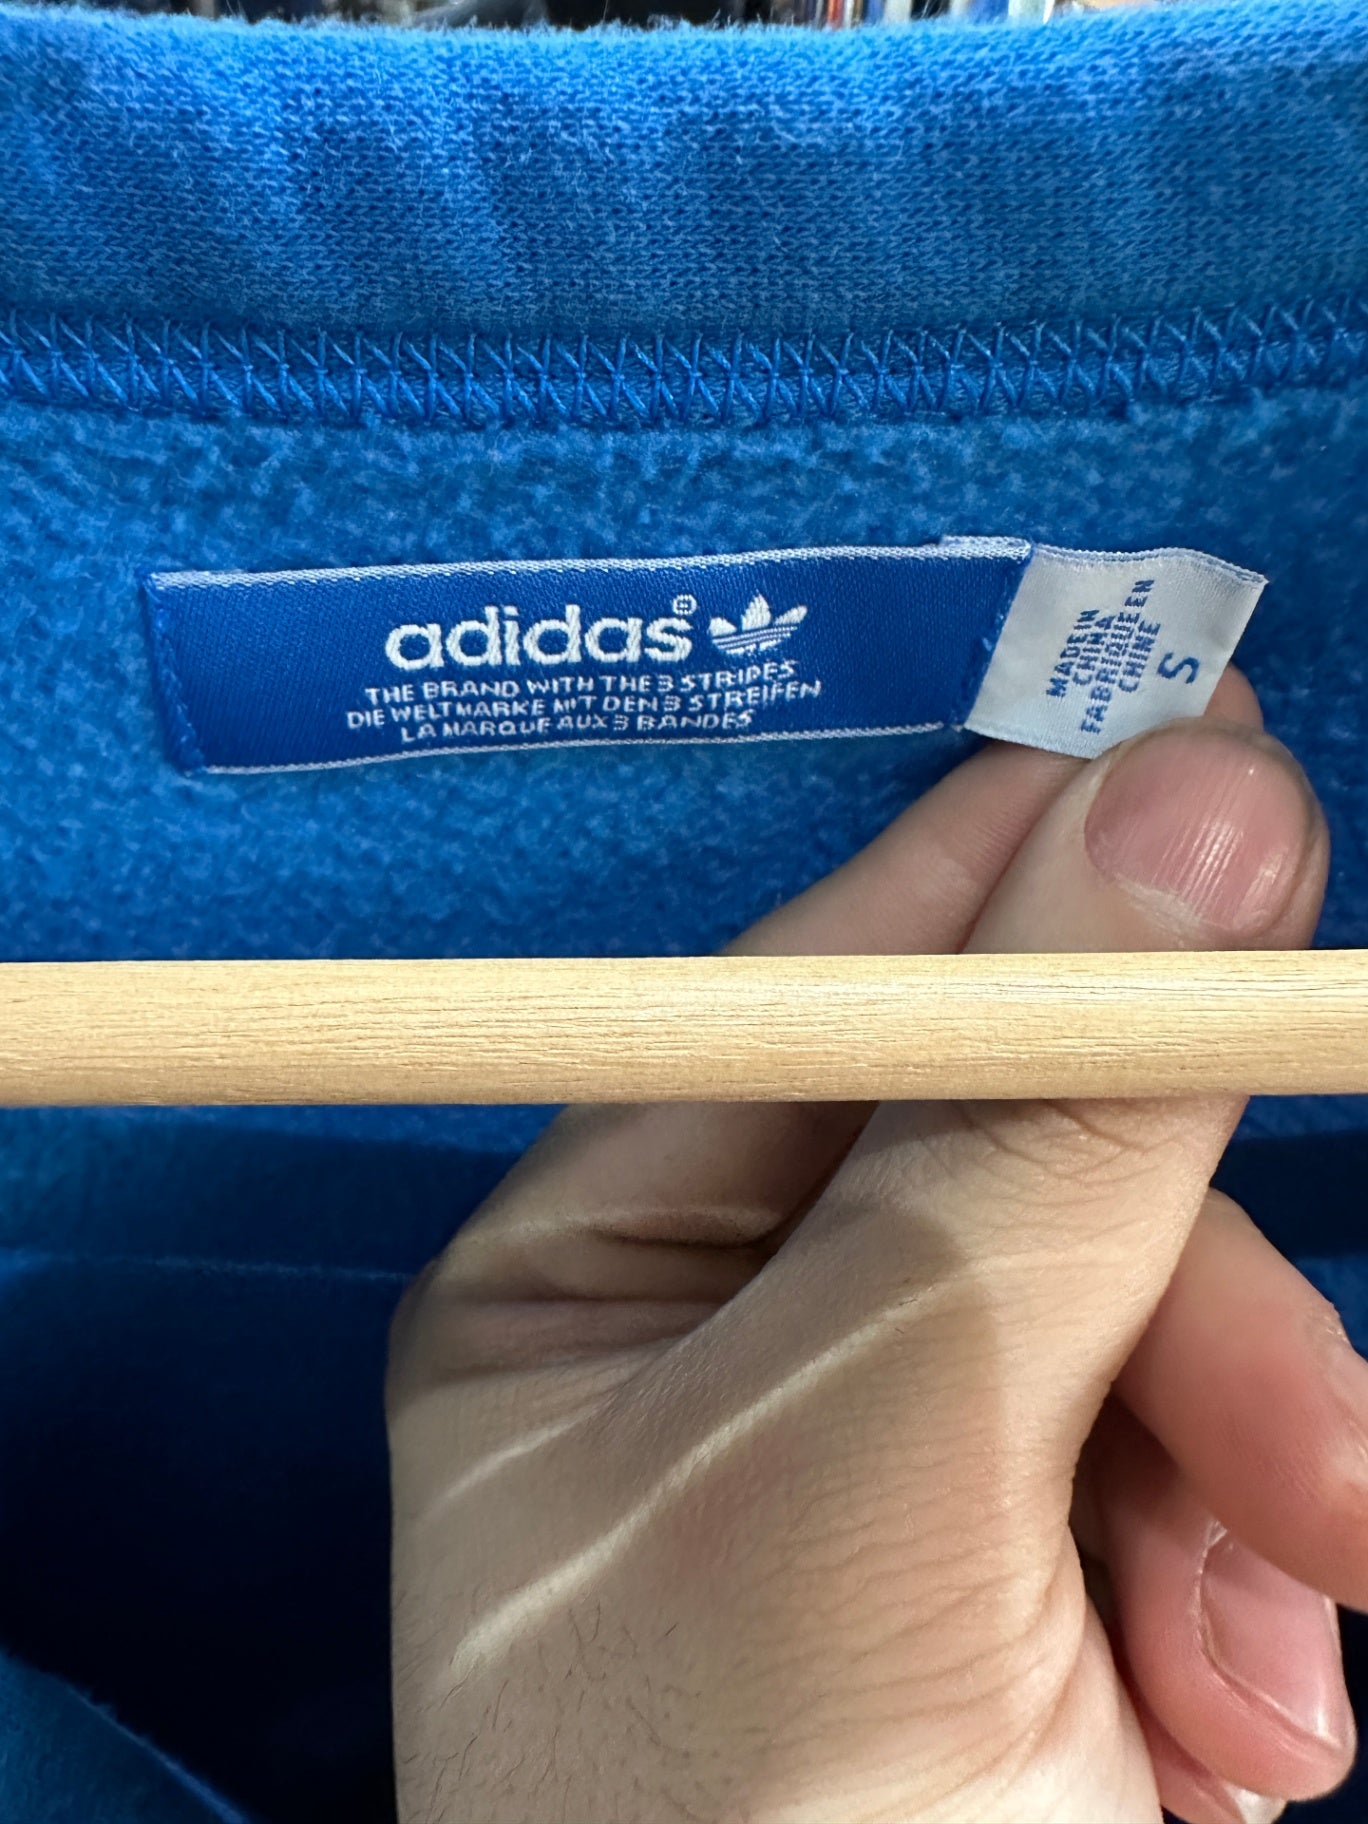 adidas®
THE BRAND WITH THE 3 STRIPES
DIE WELTMARKE MIT DEN 3 STREIFEN
LA MARQUE AUX 3 BANDES
MADE IN
CHINA
FABRIQUE EN
CHINE
S